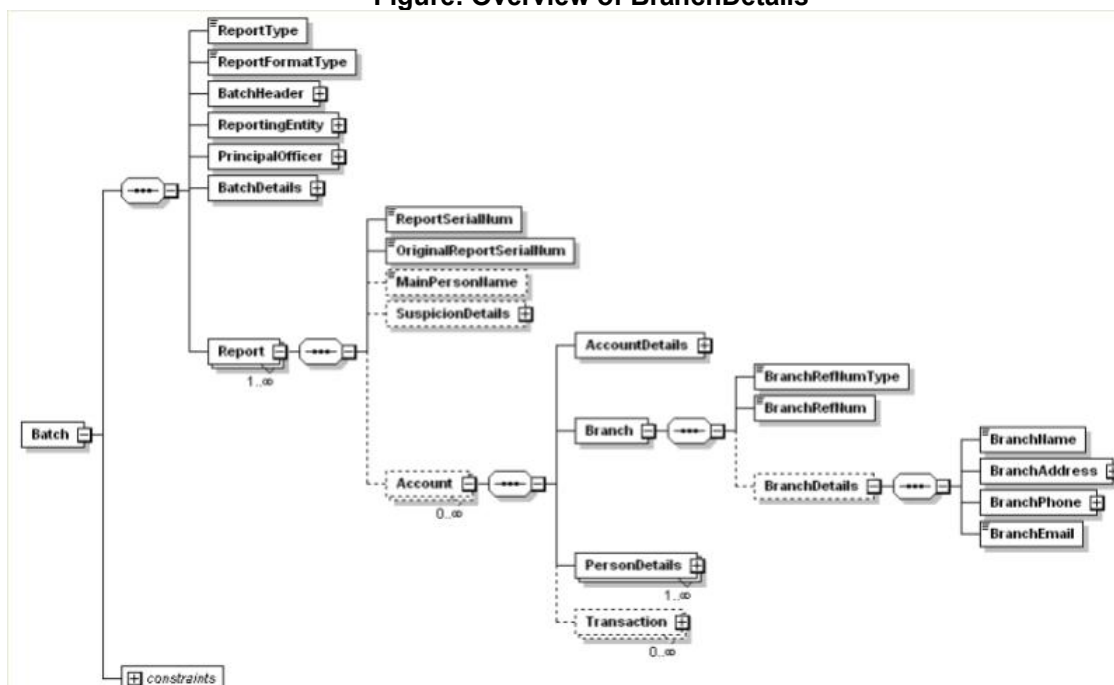 Figure: Overview of BranchDetails
ReportType
ReportFormatType
BatchHeader
ReportingEntity
PrincipalOfficer
BatchDetails
Report
1..∞
ReportSerialNum
OriginalReportSerialNum
MainPersonName
SuspicionDetails
Batch
Account
0..∞
AccountDetails
Branch
BranchRefNumType
BranchRefNum
BranchDetails
BranchName
BranchAddress
BranchPhone
BranchEmail
PersonDetails
1..∞
Transaction
0..∞
constraints